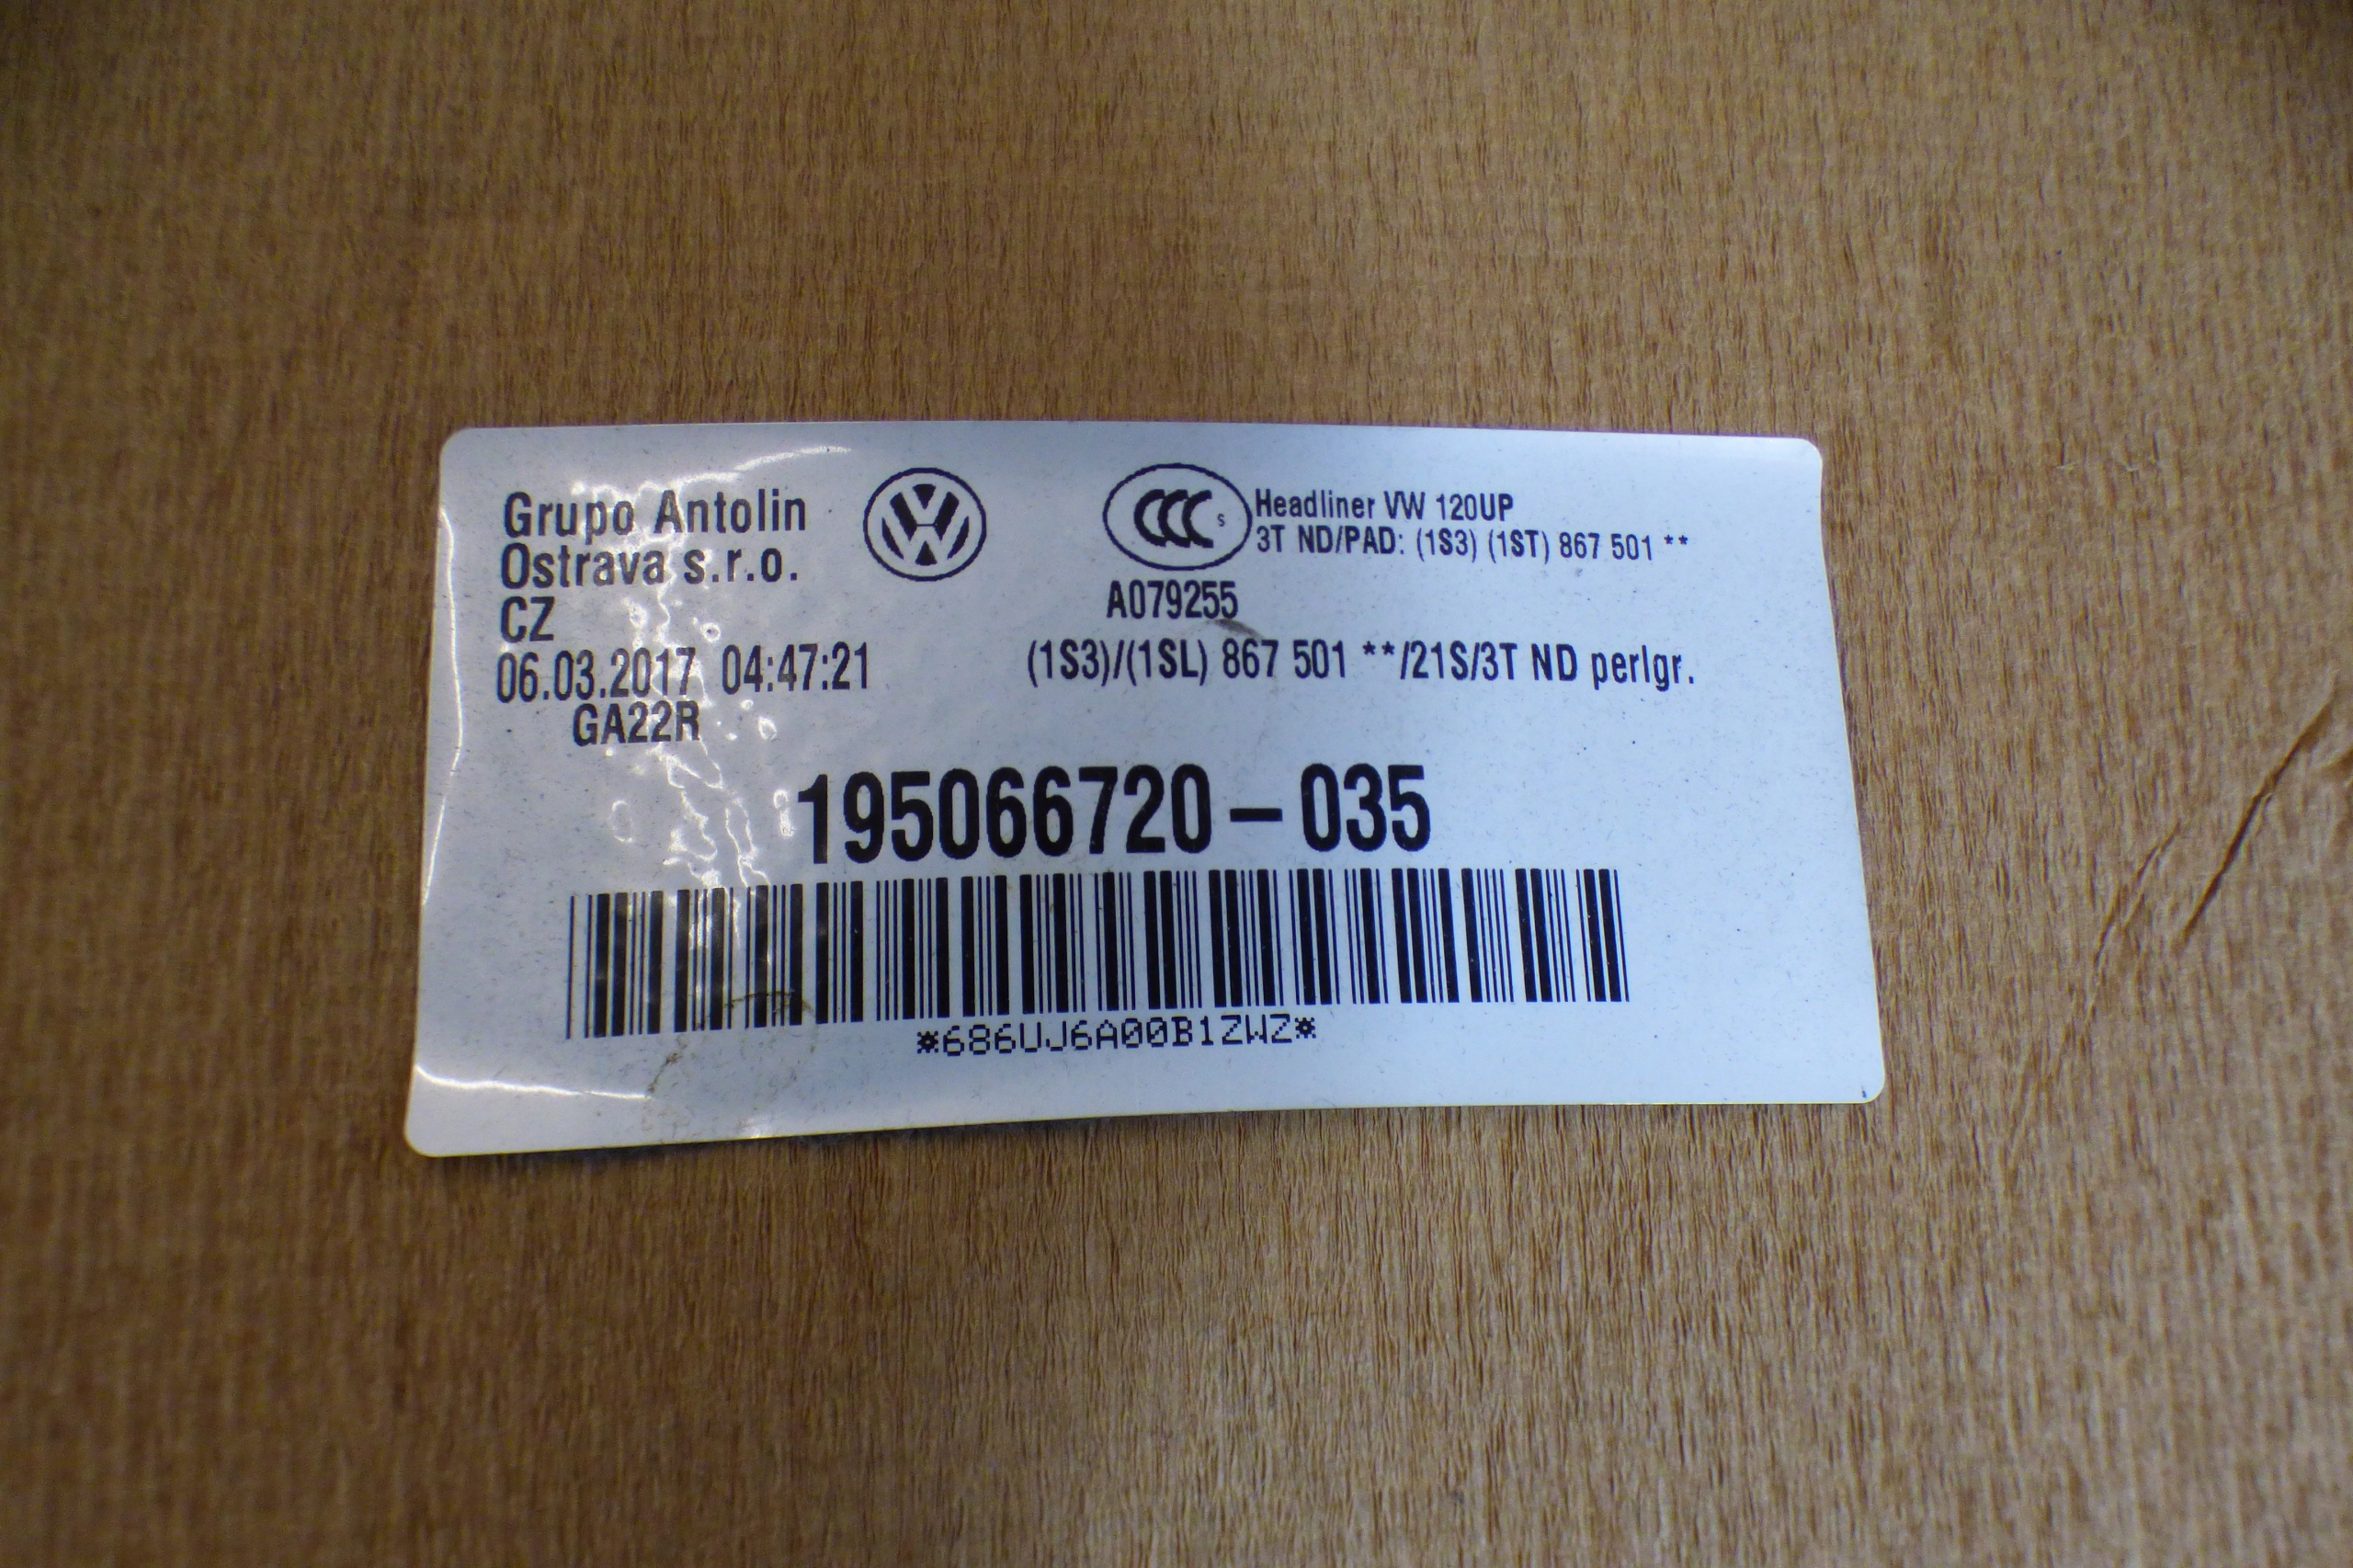 Grupo Antolin
Ostrava s.r.o.
CZ
06.03.2017 04:47:21
GA22R
CCC S
A079255
Headliner VW 120UP
3T ND/PAD: (1S3) (1ST) 867 501 **
(1S3)/(1SL) 867 501 **/21S/3T ND perlgr.
195066720-035
*686UJ6A00B1ZWZ*